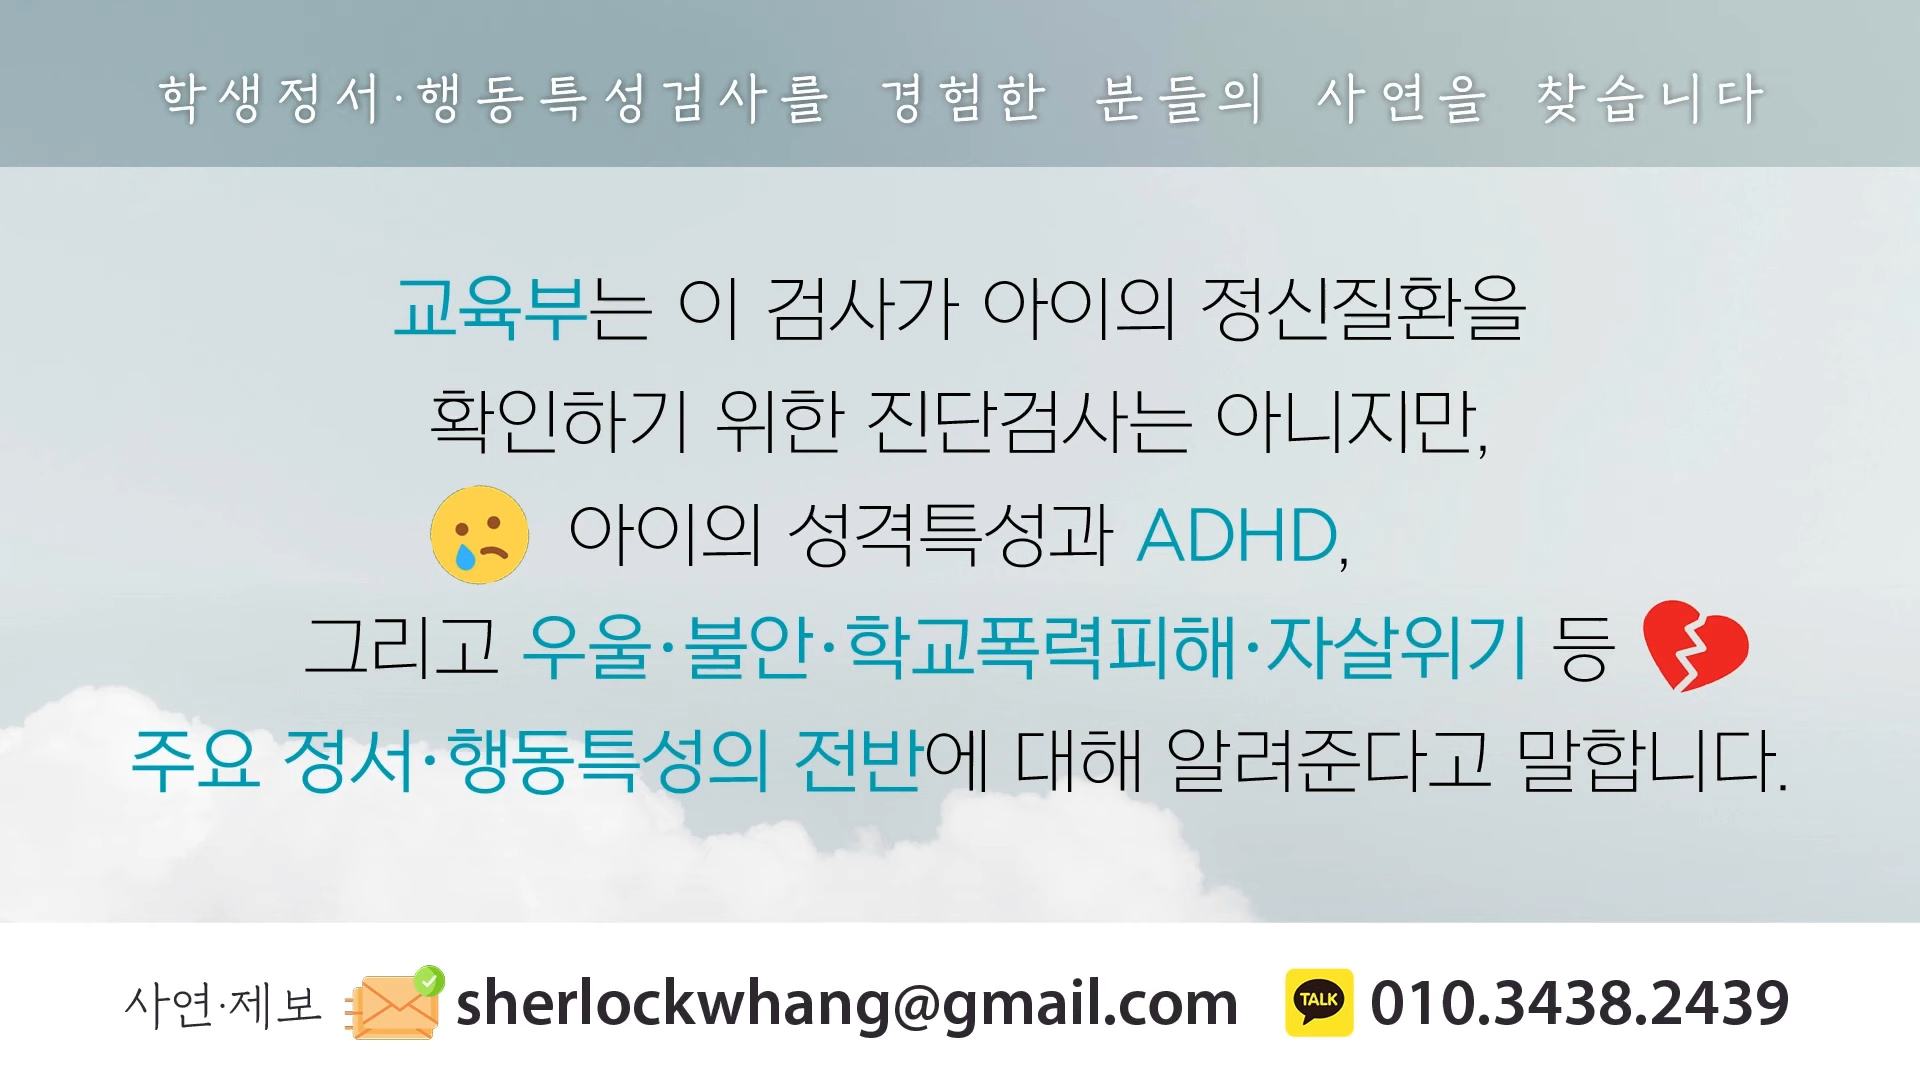 학생정서·행동특성검사를 경험한 분들의 사연을 찾습니다
교육부는 이 검사가 아이의 정신질환을
확인하기 위한 진단검사는 아니지만,
아이의 성격특성과 ADHD,
그리고 우울·불안·학교폭력피해·자살위기 등
주요 정서·행동특성의 전반에 대해 알려준다고 말합니다.
사연·제보 sherlockwhang@gmail.com TALK 010.3438.2439